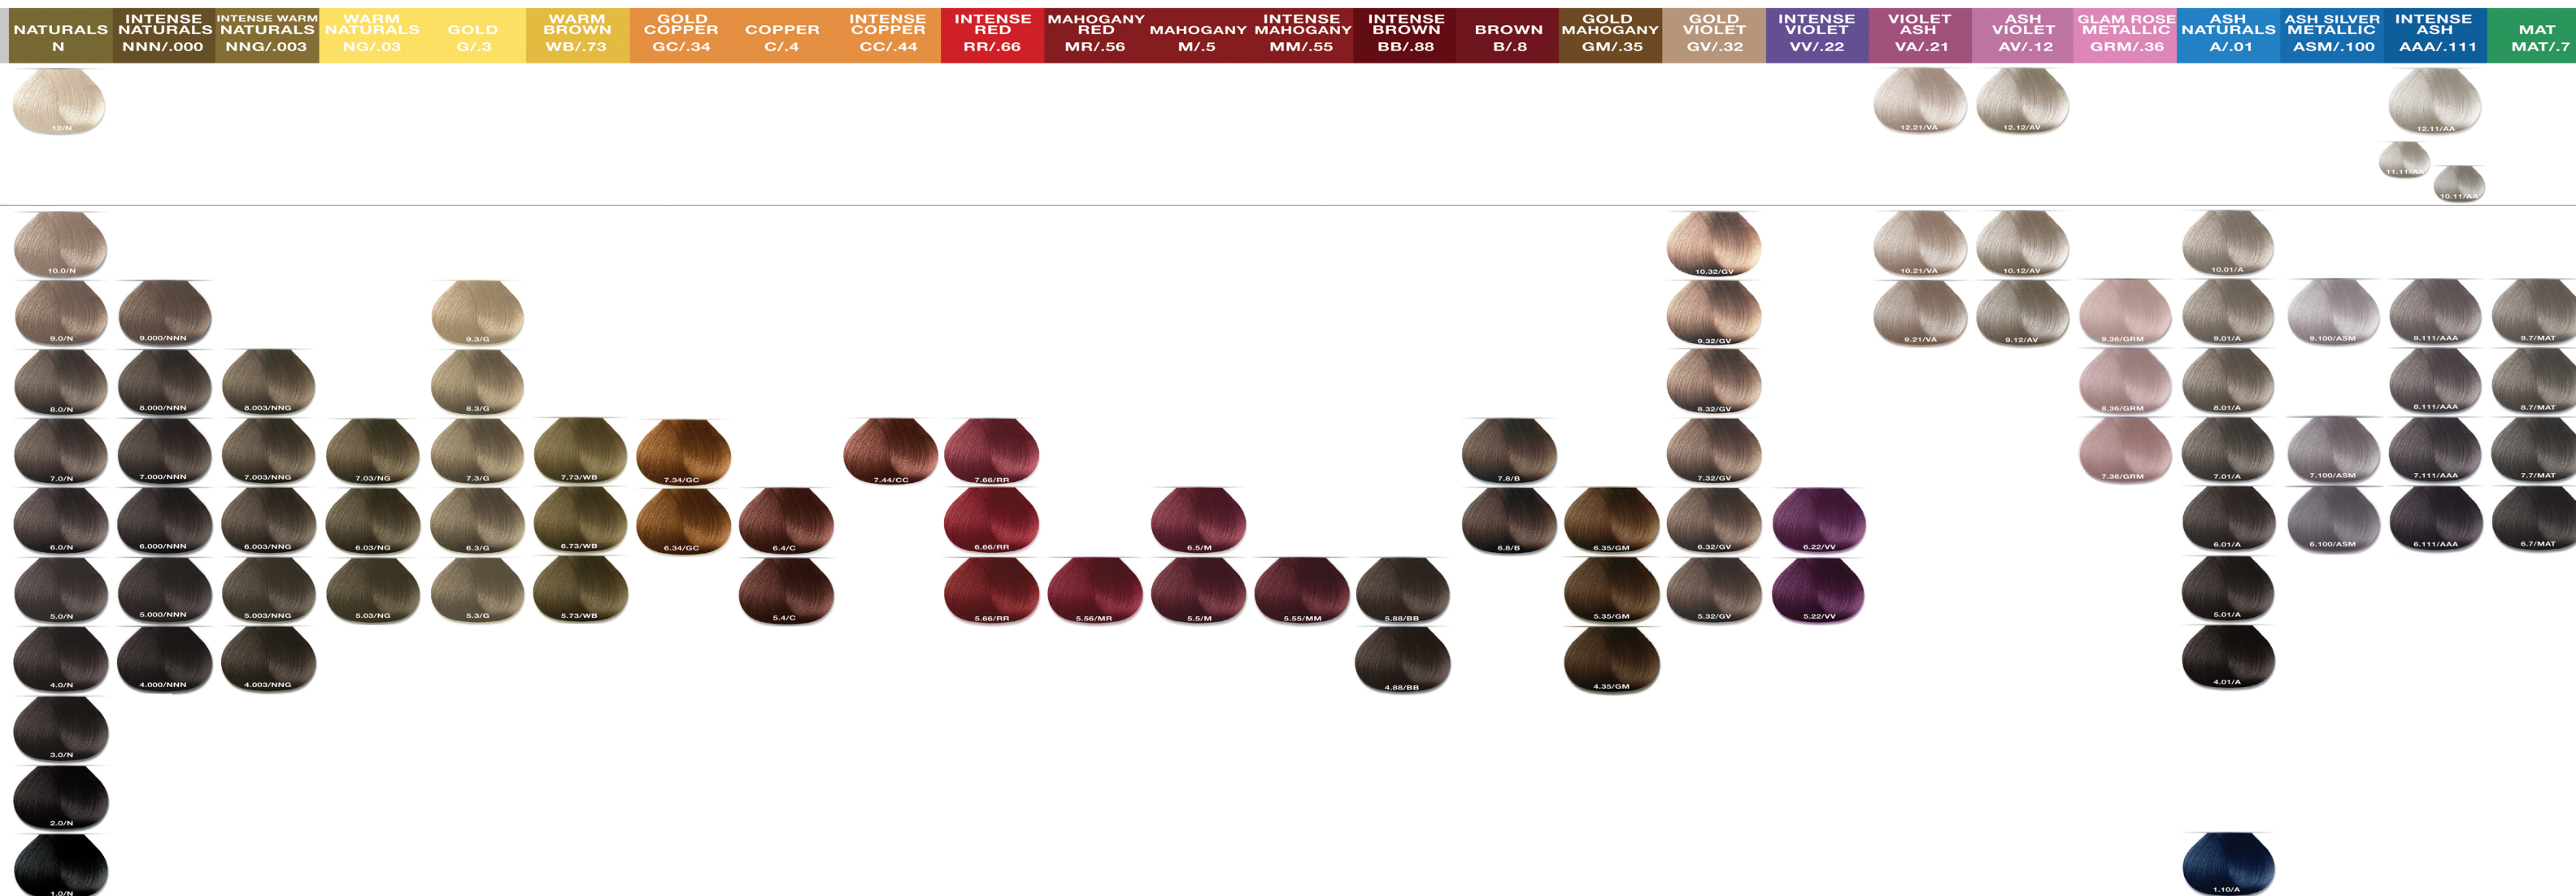 NATURALS
N
INTENSE
NATURALS
NNN/.000
INTENSE WARM
NATURALS
NNG/.003
WARM
NATURALS
NG/.03
GOLD
G/.3
WARM
BROWN
WB/.73
GOLD
COPPER
GC/.34
COPPER
C/.4
INTENSE
COPPER
CC/.44
INTENSE
RED
RR/.66
MAHOGANY
RED
MR/.56
MAHOGANY
M/.5
INTENSE
MAHOGANY
MM/.55
INTENSE
BROWN
BB/.88
BROWN
B/.8
GOLD
MAHOGANY
GM/.35
GOLD
VIOLET
GV/.32
INTENSE
VIOLET
VV/.22
VIOLET
ASH
VA/.21
ASH
VIOLET
AV/.12
GLAM ROSE
METALLIC
GRM/.36
ASH
NATURALS
A/.01
ASH SILVER
METALLIC
ASM/.100
INTENSE
ASH
AAA/.111
MAT
MAT/.7
12/N
12.21/VA
12.12/AV
12.11/AA
11.11/AA
10.11/AA
10.0/N
10.32/GV
10.21/VA
10.12/AV
10.01/A
9.0/N
9.000/NNN
9.3/G
9.32/GV
9.21/VA
9.12/AV
9.36/GRM
9.01/A
9.100/ASM
9.111/AAA
9.7/MAT
8.0/N
8.000/NNN
8.003/NNG
8.3/G
8.32/GV
8.36/GRM
8.01/A
8.111/AAA
8.7/MAT
7.0/N
7.000/NNN
7.003/NNG
7.03/NG
7.3/G
7.73/WB
7.34/GC
7.44/CC
7.66/RR
7.8/B
7.32/GV
7.36/GRM
7.01/A
7.100/ASM
7.111/AAA
7.7/MAT
6.0/N
6.000/NNN
6.003/NNG
6.03/NG
6.3/G
6.73/WB
6.34/GC
6.4/C
6.66/RR
6.5/M
6.8/B
6.35/GM
6.32/GV
6.22/VV
6.01/A
6.100/ASM
6.111/AAA
6.7/MAT
5.0/N
5.000/NNN
5.003/NNG
5.03/NG
5.3/G
5.73/WB
5.4/C
5.66/RR
5.56/MR
5.5/M
5.55/MM
5.88/BB
5.35/GM
5.32/GV
5.22/VV
5.01/A
4.0/N
4.000/NNN
4.003/NNG
4.88/BB
4.35/GM
4.01/A
3.0/N
2.0/N
1.0/N
1.10/A